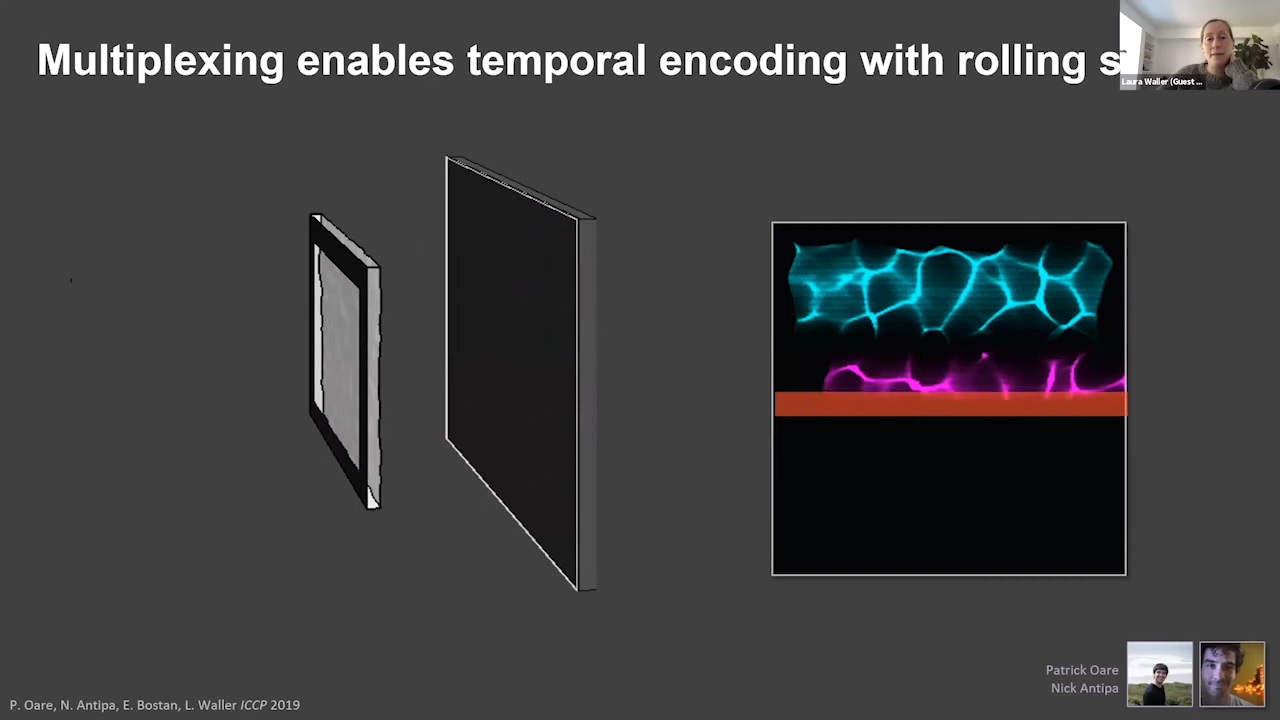 Multiplexing enables temporal encoding with rolling s
Laura Waller (Guest ...
Patrick Oare
Nick Antipa
P. Oare, N. Antipa, E. Bostan, L. Waller ICCP 2019